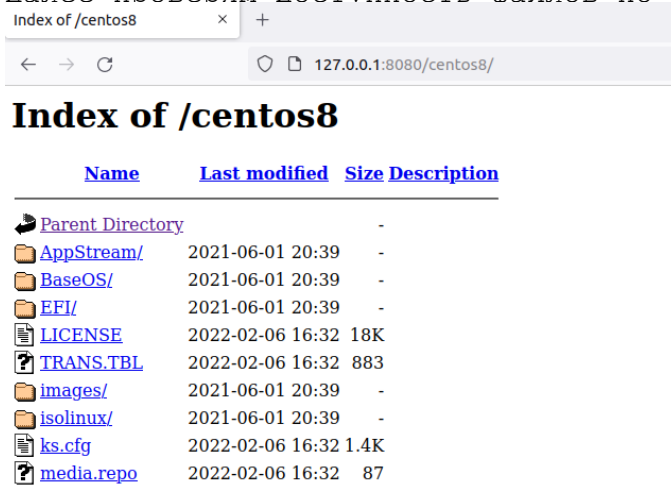 Index of /centos8 × +
127.0.0.1:8080/centos8/
Index of /centos8
Name Last modified Size Description
Parent Directory -
AppStream/ 2021-06-01 20:39 -
BaseOS/ 2021-06-01 20:39 -
EFI/ 2021-06-01 20:39 -
LICENSE 2022-02-06 16:32 18K
TRANS.TBL 2022-02-06 16:32 883
images/ 2021-06-01 20:39 -
isolinux/ 2021-06-01 20:39 -
ks.cfg 2022-02-06 16:32 1.4K
media.repo 2022-02-06 16:32 87